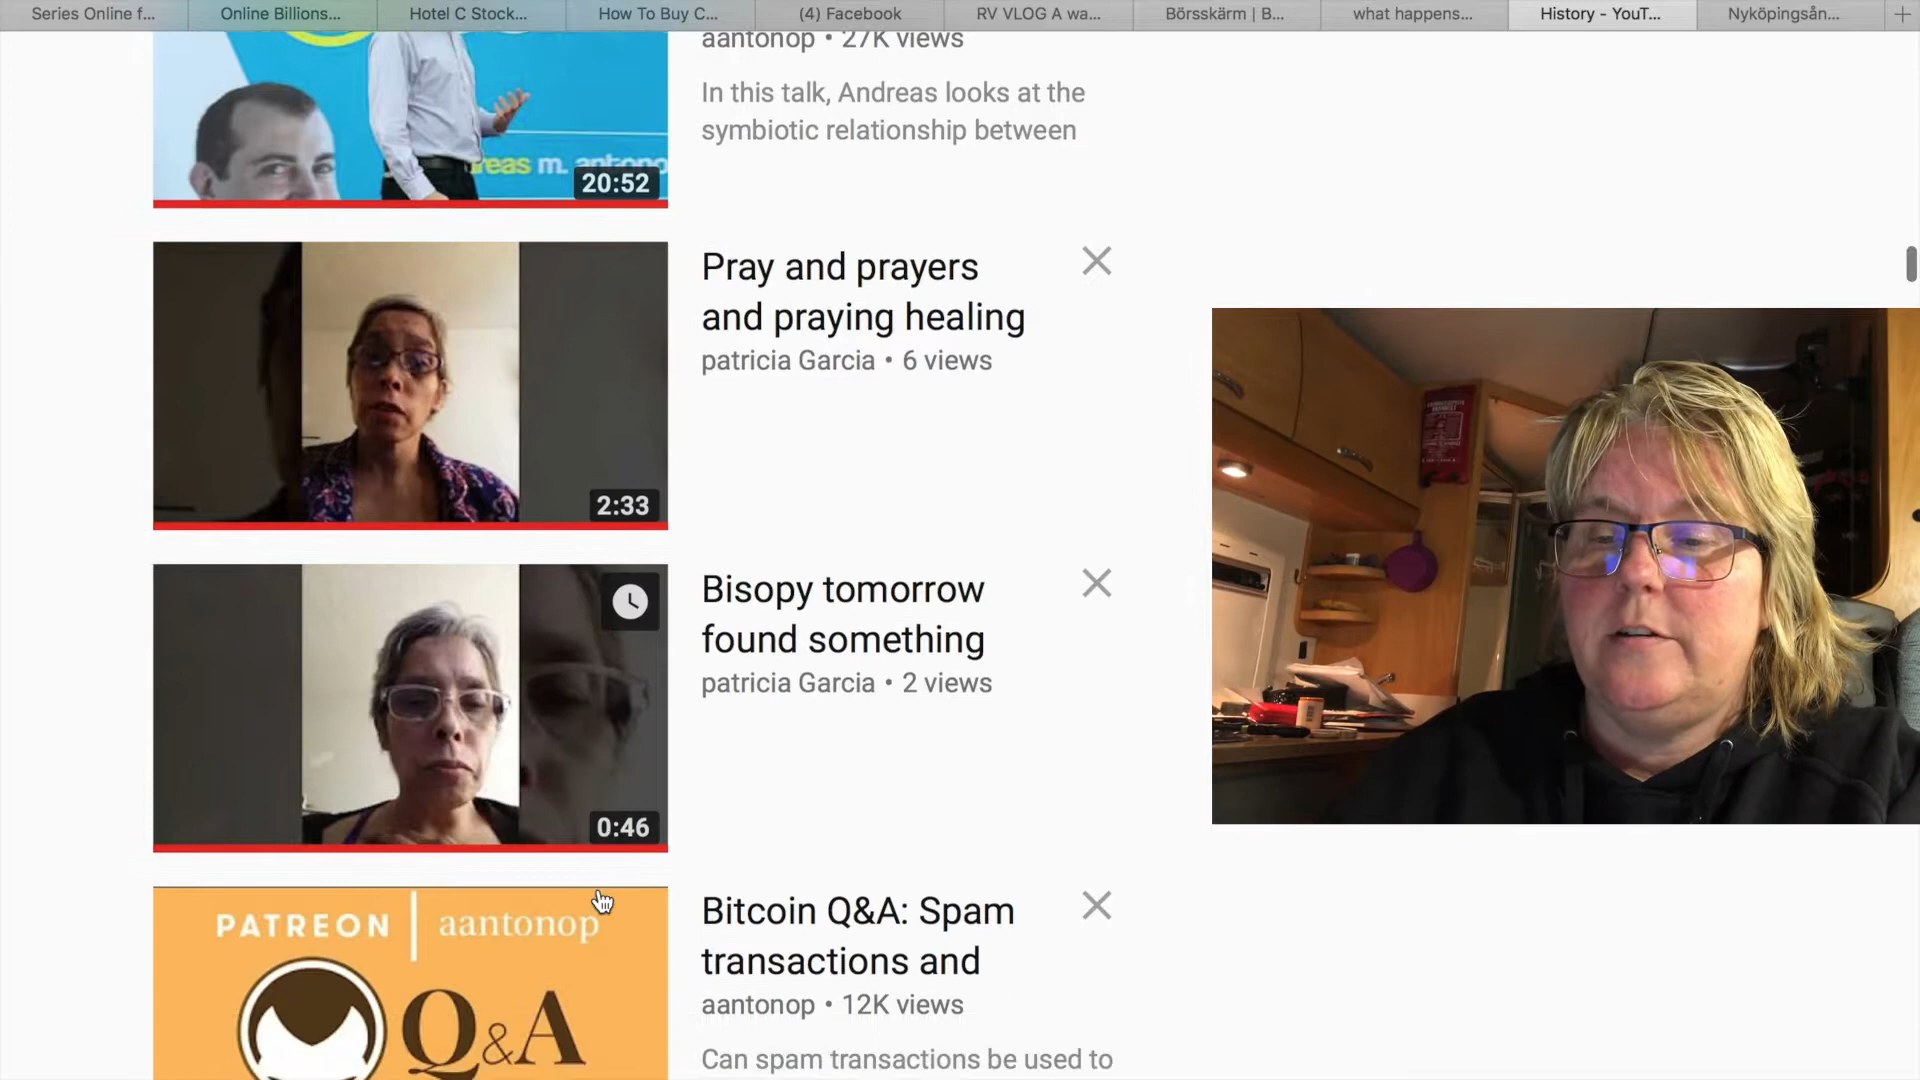 Series Online f...
Online Billions...
Hotel C Stock...
How To Buy C...
(4) Facebook
RV VLOG A wa...
Börsskärm | B...
what happens...
History - YouT...
Nyköpingsån...
aantonop • 27K views
In this talk, Andreas looks at the
symbiotic relationship between
reas m. antono
20:52
Pray and prayers
and praying healing
patricia Garcia • 6 views
2:33
Bisopy tomorrow
found something
patricia Garcia • 2 views
0:46
PATREON | aantonop
Q&A
Bitcoin Q&A: Spam
transactions and
aantonop • 12K views
Can spam transactions be used to